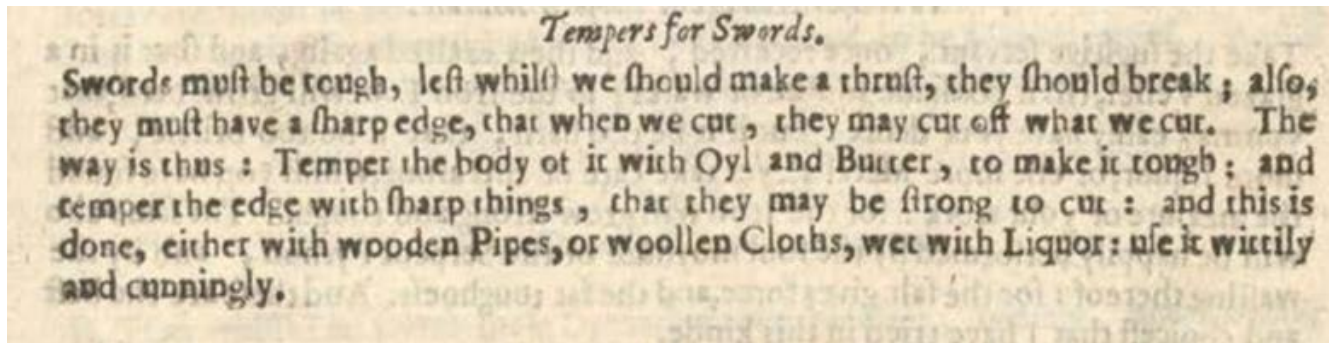 Tempers for Swords.
Swords muſt be tough, leſt whilſt we ſhould make a thruſt, they ſhould break; alſo,
they muſt have a ſharp edge, that when we cut, they may cut off what we cut. The
way is thus: Temper the body of it with Oyl and Butter, to make it tough; and
temper the edge with ſharp things, that they may be ſtrong to cut: and this is
done, either with wooden Pipes, or woollen Cloths, wet with Liquor: uſe it wittily
and cunningly.